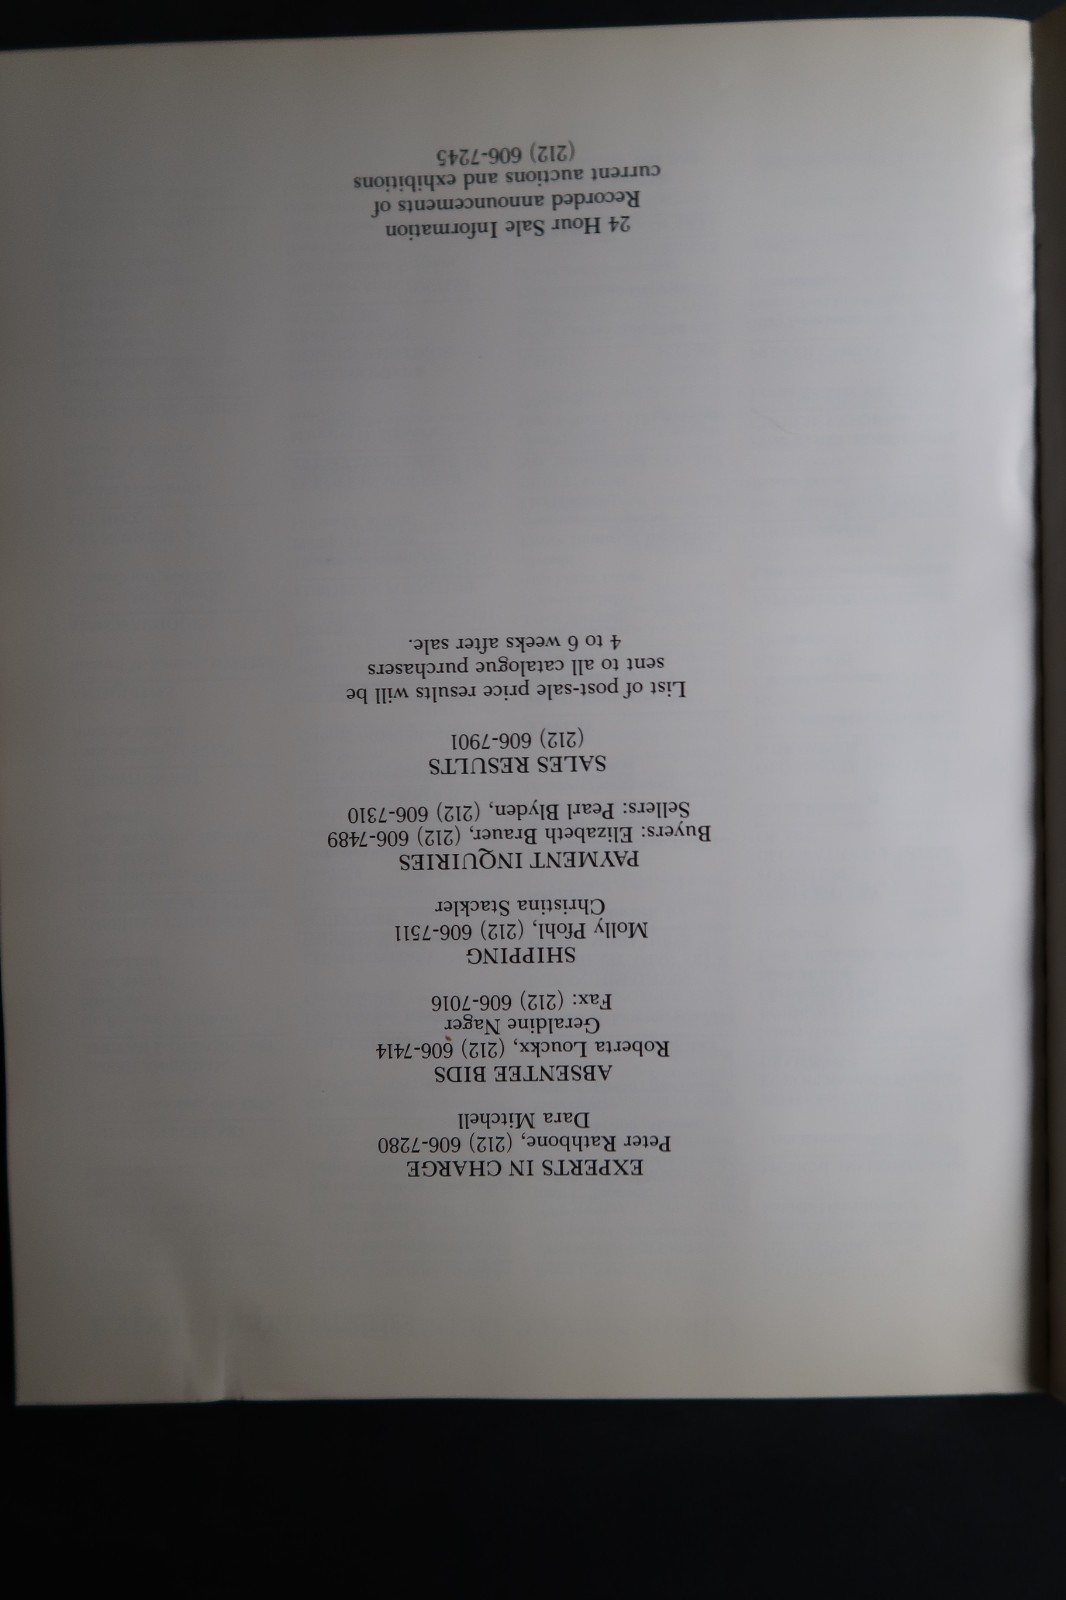 EXPERTS IN CHARGE
Peter Rathbone, (212) 606-7280
Dara Mitchell
ABSENTEE BIDS
Roberta Louckx, (212) 606-7414
Geraldine Nager
Fax: (212) 606-7016
SHIPPING
Molly Pfohl, (212) 606-7511
Christina Stackler
PAYMENT INQUIRIES
Buyers: Elizabeth Brauer, (212) 606-7489
Sellers: Pearl Blyden, (212) 606-7310
SALES RESULTS
(212) 606-7901
List of post-sale price results will be
sent to all catalogue purchasers
4 to 6 weeks after sale.
24 Hour Sale Information
Recorded announcements of
current auctions and exhibitions
(212) 606-7245